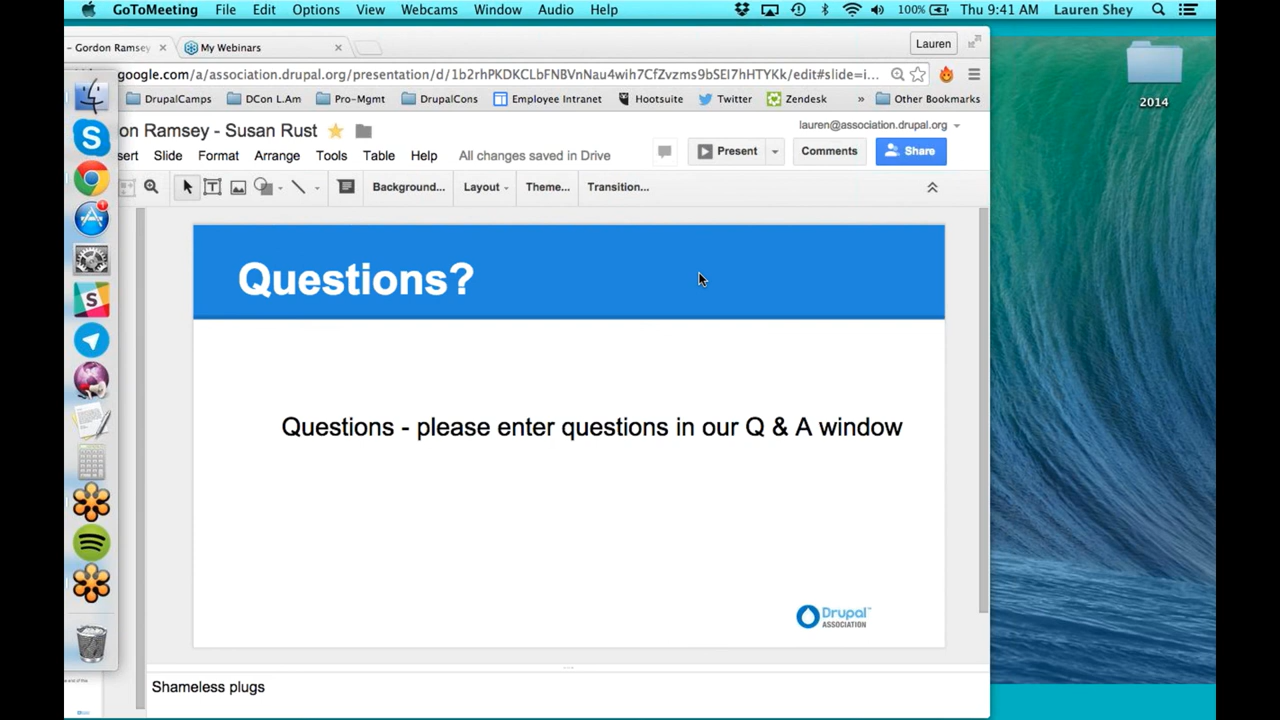 GoToMeeting File Edit Options View Webcams Window Audio Help 100% Thu 9:41 AM Lauren Shey
– Gordon Ramsey My Webinars Lauren
google.com/a/association.drupal.org/presentation/d/1b2rhPKDKCLbFNBVnNau4wih7CfZvzms9bSEI7hHTYKk/edit#slide=i...
DrupalCamps DCon L.Am Pro-Mgmt DrupalCons Employee Intranet Hootsuite Twitter Zendesk » Other Bookmarks
2014
lauren@association.drupal.org
on Ramsey - Susan Rust
sert Slide Format Arrange Tools Table Help All changes saved in Drive Present Comments Share
Background... Layout Theme... Transition...
Questions?
Questions - please enter questions in our Q & A window
Drupal™
ASSOCIATION
Shameless plugs